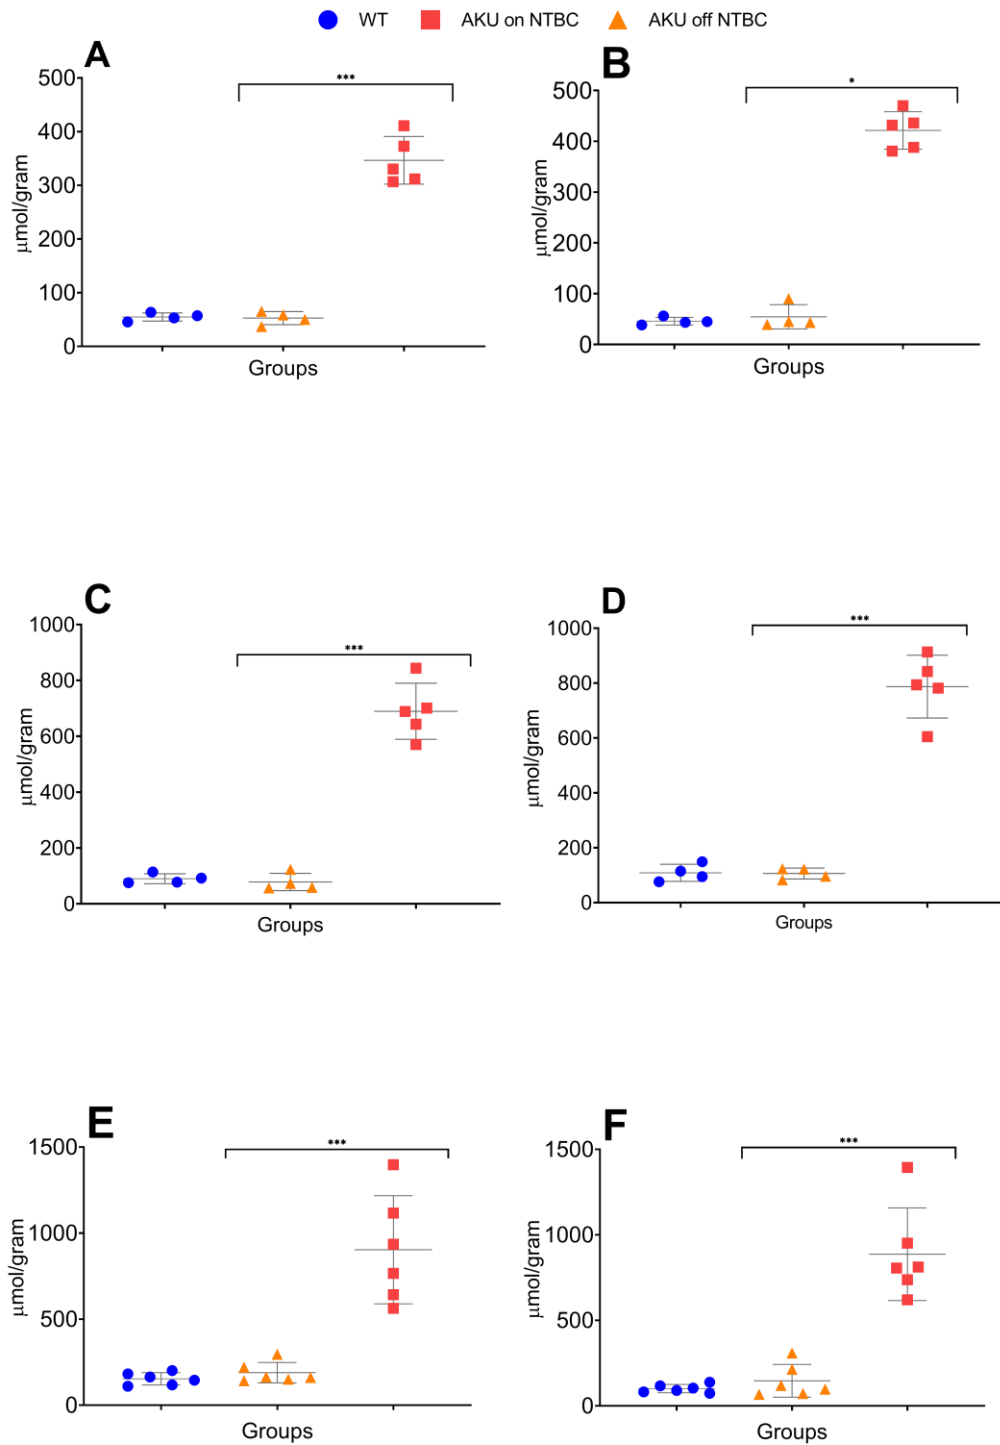 WT AKU on NTBC AKU off NTBC
A
***
500
400
300
200
100
0
μmol/gram
Groups
B
*
500
400
300
200
100
0
μmol/gram
Groups
C
***
1000
800
600
400
200
0
μmol/gram
Groups
D
***
1000
800
600
400
200
0
μmol/gram
Groups
E
***
1500
1000
500
0
μmol/gram
Groups
F
***
1500
1000
500
0
μmol/gram
Groups